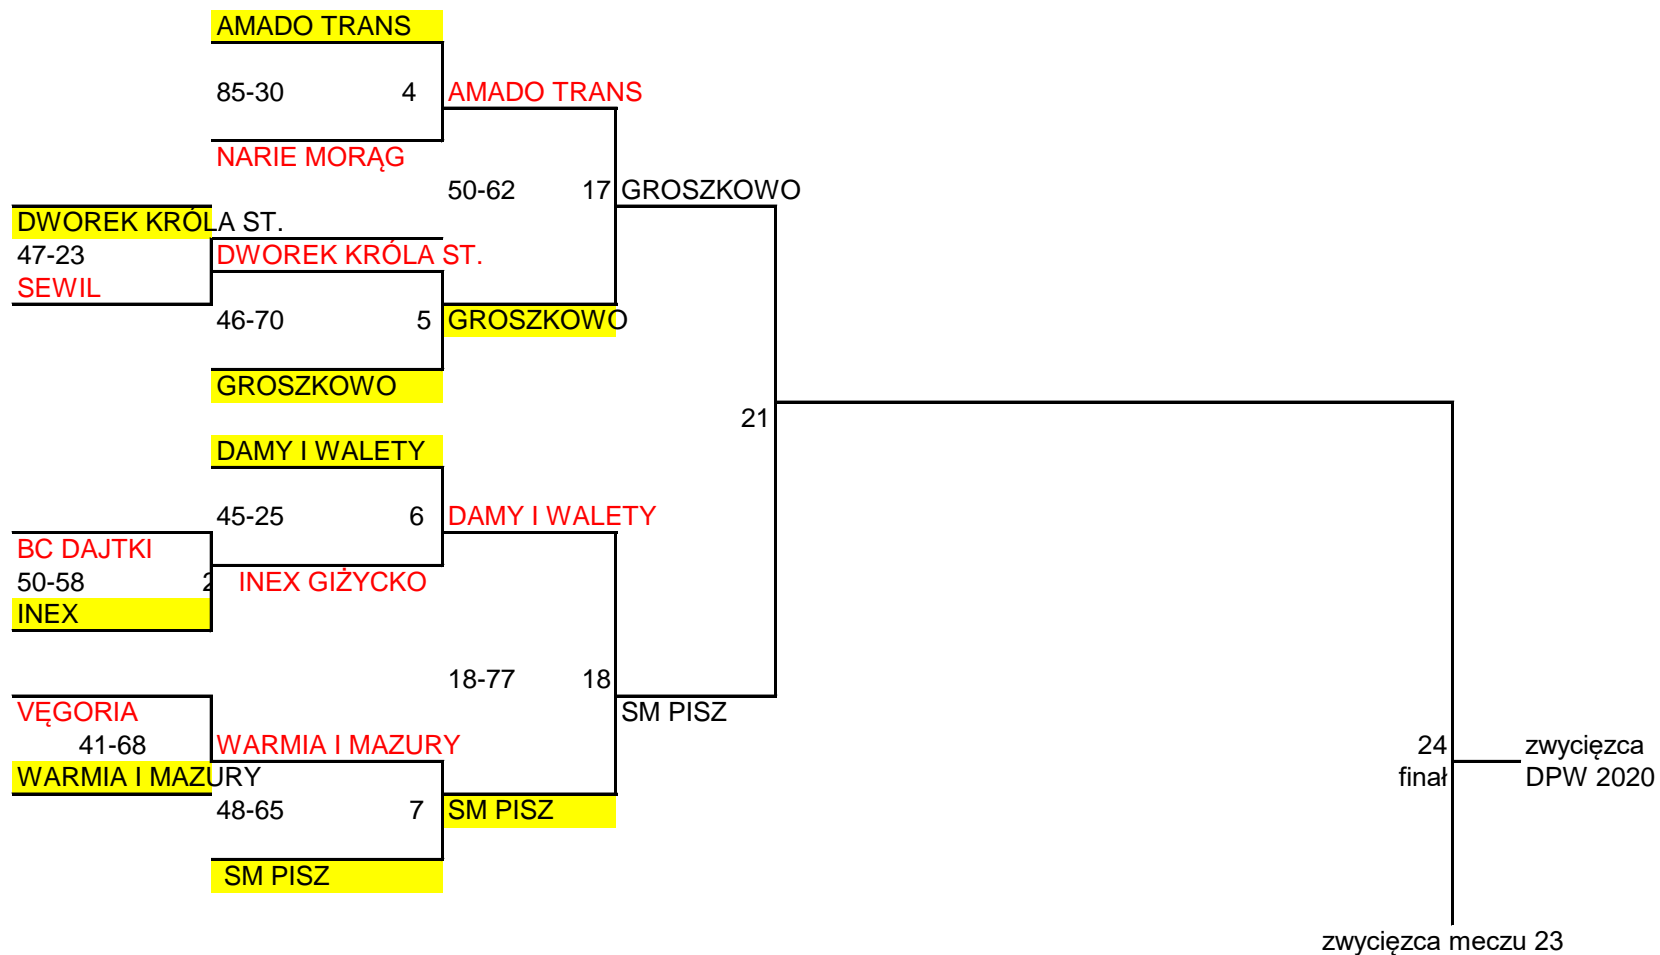 AMADO TRANS
85-30 4 AMADO TRANS
NARIE MORĄG
50-62 17 GROSZKOWO
DWOREK KRÓLA ST.
47-23 DWOREK KRÓLA ST.
SEWIL
46-70 5 GROSZKOWO
GROSZKOWO
21
DAMY I WALETY
45-25 6 DAMY I WALETY
BC DAJTKI
50-58 2 INEX GIŻYCKO
INEX
18-77 18
VĘGORIA SM PISZ
41-68 WARMIA I MAZURY 24 zwycięzca
WARMIA I MAZURY finał DPW 2020
48-65 7 SM PISZ
SM PISZ
zwycięzca meczu 23